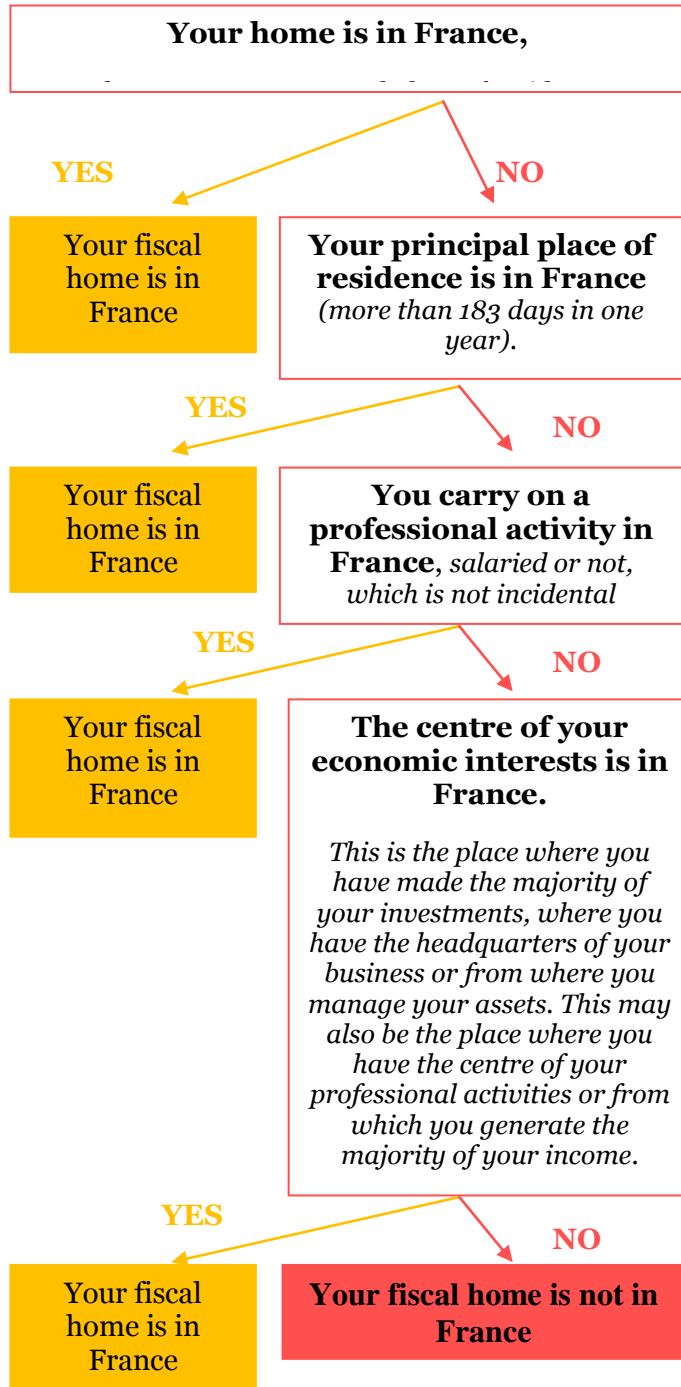 Your home is in France,
YES
NO
Your fiscal
home is in
France
Your principal place of
residence is in France
(more than 183 days in one
year).
YES
NO
Your fiscal
home is in
France
You carry on a
professional activity in
France, salaried or not,
which is not incidental
YES
NO
Your fiscal
home is in
France
The centre of your
economic interests is in
France.
This is the place where you
have made the majority of
your investments, where you
have the headquarters of your
business or from where you
manage your assets. This may
also be the place where you
have the centre of your
professional activities or from
which you generate the
majority of your income.
YES
NO
Your fiscal
home is in
France
Your fiscal home is not in
France